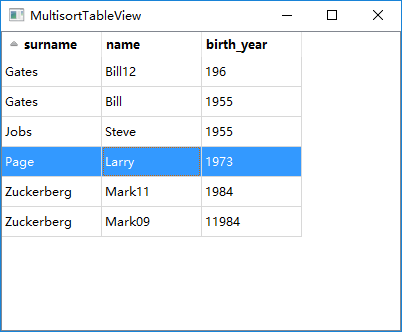 MultisortTableView
surname name birth_year
Gates Bill12 196
Gates Bill 1955
Jobs Steve 1955
Page Larry 1973
Zuckerberg Mark11 1984
Zuckerberg Mark09 11984